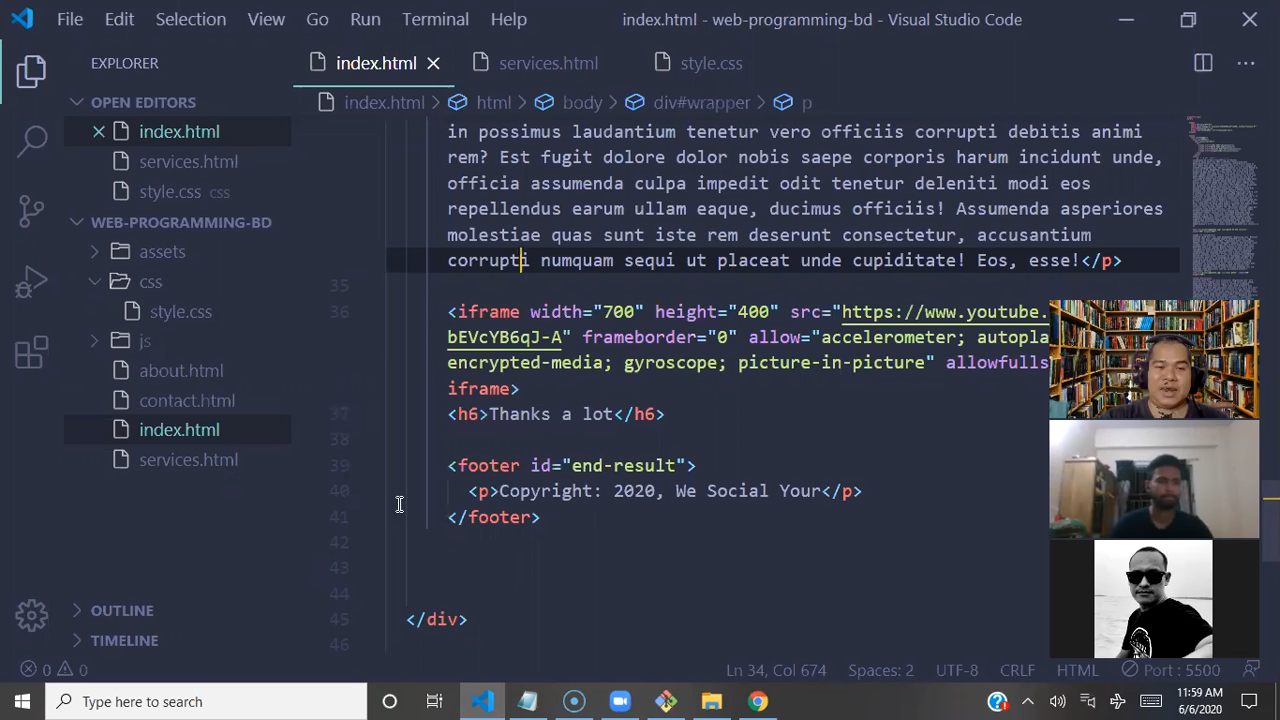 File Edit Selection View Go Run Terminal Help index.html - web-programming-bd - Visual Studio Code
EXPLORER
OPEN EDITORS
index.html
services.html
style.css css
WEB-PROGRAMMING-BD
assets
css
style.css
js
about.html
contact.html
index.html
services.html
OUTLINE
TIMELINE
index.html services.html style.css
index.html html body div#wrapper p
in possimus laudantium tenetur vero officiis corrupti debitis animi
rem? Est fugit dolore dolor nobis saepe corporis harum incidunt unde,
officia assumenda culpa impedit odit tenetur deleniti modi eos
repellendus earum ullam eaque, ducimus officiis! Assumenda asperiores
molestiae quas sunt iste rem deserunt consectetur, accusantium
corrupti numquam sequi ut placeat unde cupiditate! Eos, esse!</p>
35
36 <iframe width="700" height="400" src="https://www.youtube.
bEVcYB6qJ-A" frameborder="0" allow="accelerometer; autopla
encrypted-media; gyroscope; picture-in-picture" allowfulls
iframe>
37 <h6>Thanks a lot</h6>
38
39 <footer id="end-result">
40 <p>Copyright: 2020, We Social Your</p>
41 </footer>
42
43
44
45 </div>
46
0 0 Ln 34, Col 674 Spaces: 2 UTF-8 CRLF HTML Port : 5500
Type here to search
11:59 AM
6/6/2020